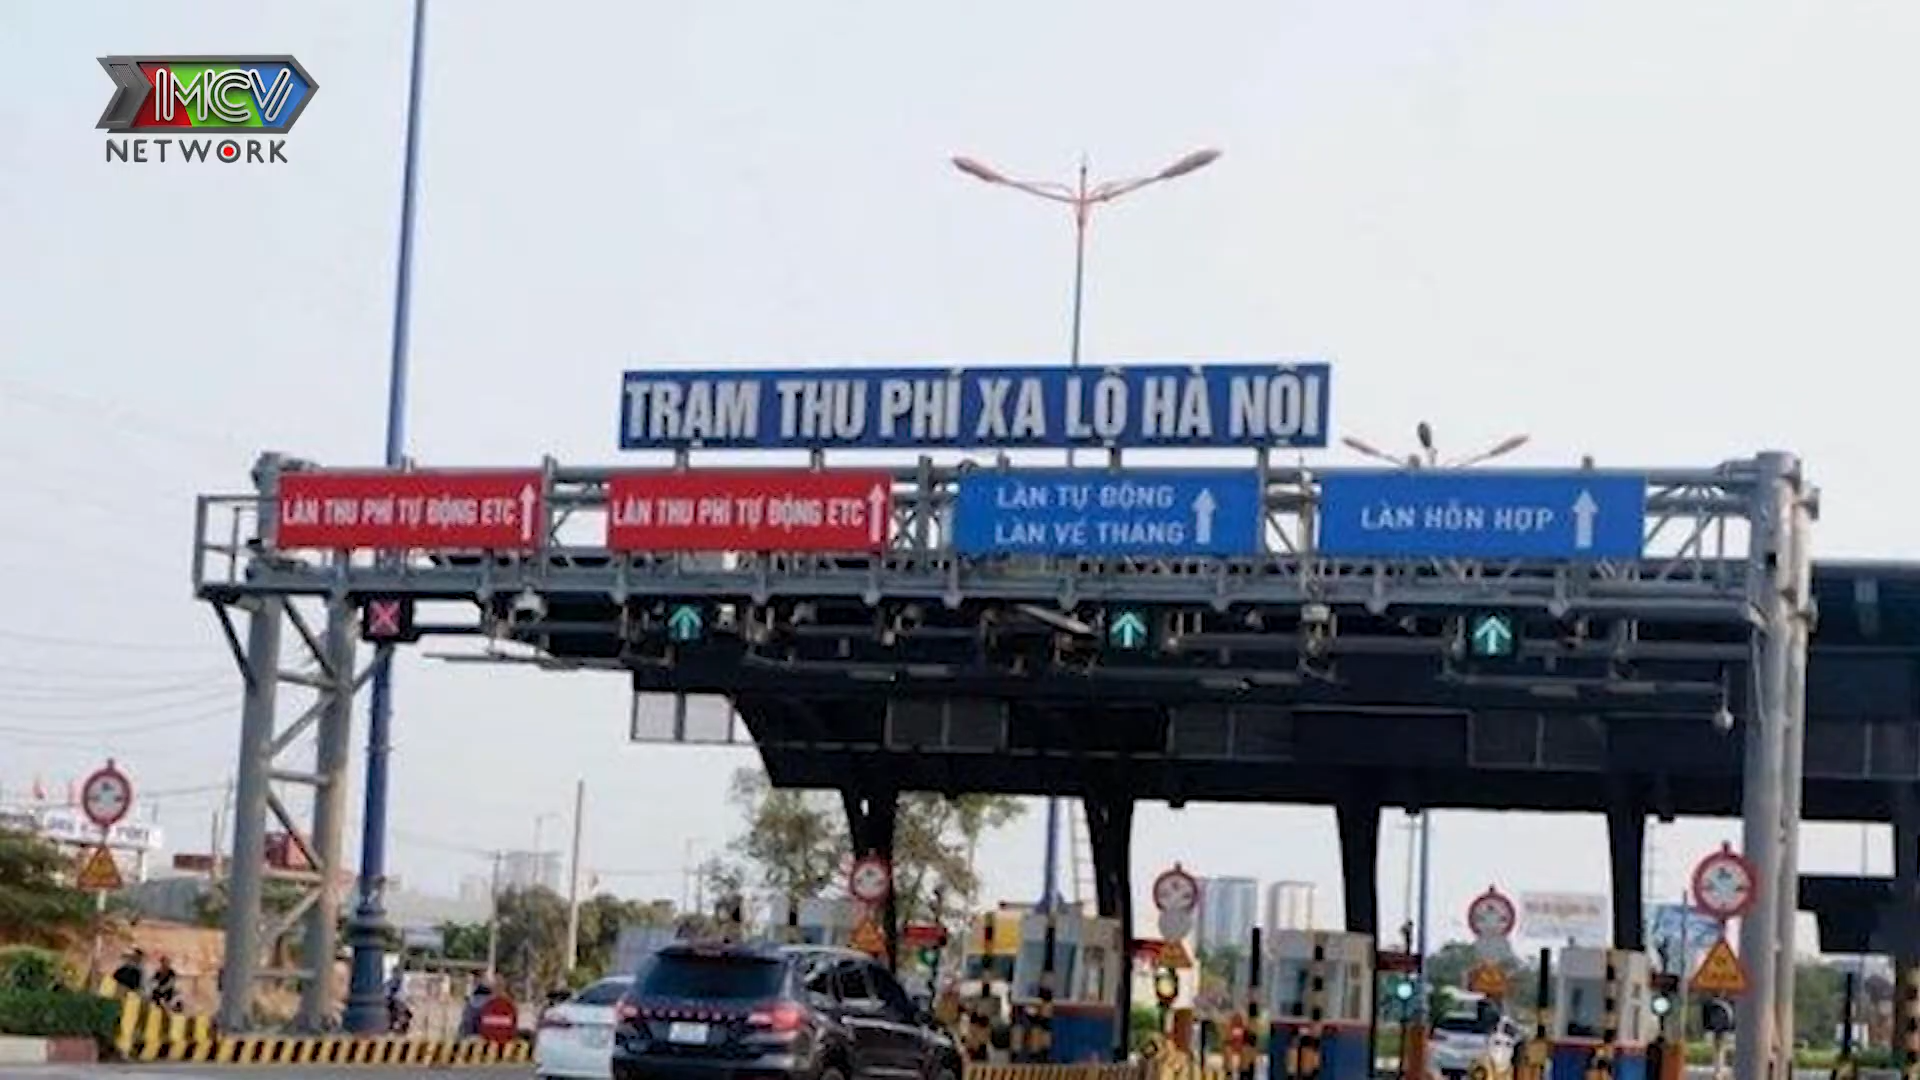 MCV
NETWORK
TRẠM THU PHÍ XA LỘ HÀ NỘI
LÀN THU PHÍ TỰ ĐỘNG ETC
LÀN THU PHÍ TỰ ĐỘNG ETC
LÀN TỰ ĐỘNG
LÀN VÉ THÁNG
LÀN HỖN HỢP